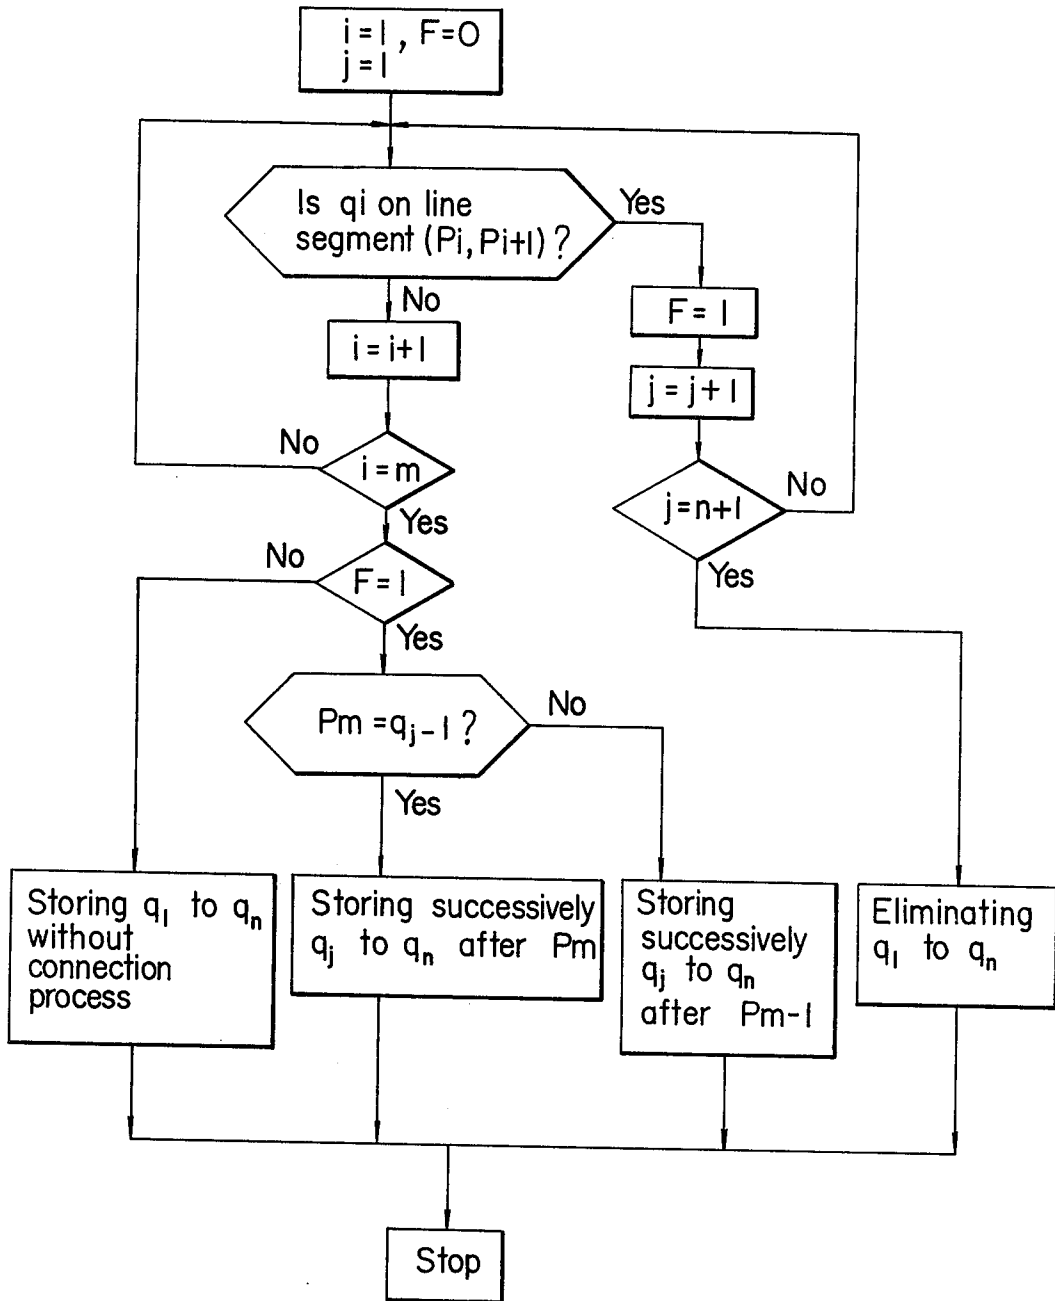 i=1, F=0
j=1
Is qi on line
segment (Pi, Pi+1)?
Yes
No
F=1
i=i+1
j=j+1
No
i=m
Yes
j=n+1
No
Yes
No
F=1
Yes
Pm=qj-1?
No
Yes
Storing q1 to qn
without
connection
process
Storing successively
qj to qn after Pm
Storing
successively
qj to qn
after Pm-1
Eliminating
q1 to qn
Stop